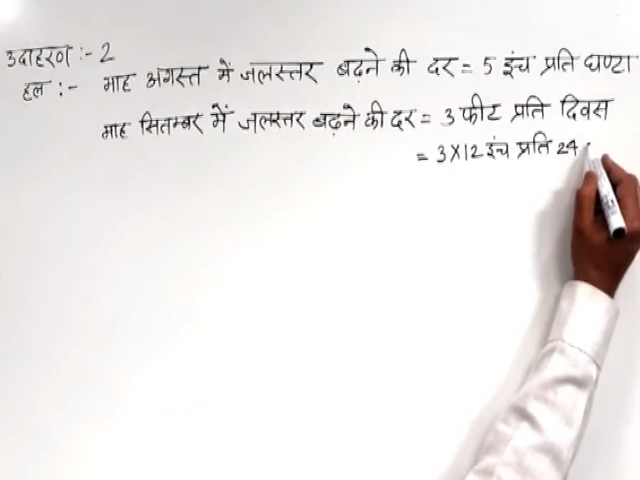 उदाहरण :- 2
हल :- माह अगस्त में जलस्तर बढ़ने की दर = 5 इंच प्रति घण्टा
माह सितम्बर में जलस्तर बढ़ने की दर = 3 फीट प्रति दिवस
= 3 X 12 इंच प्रति 24